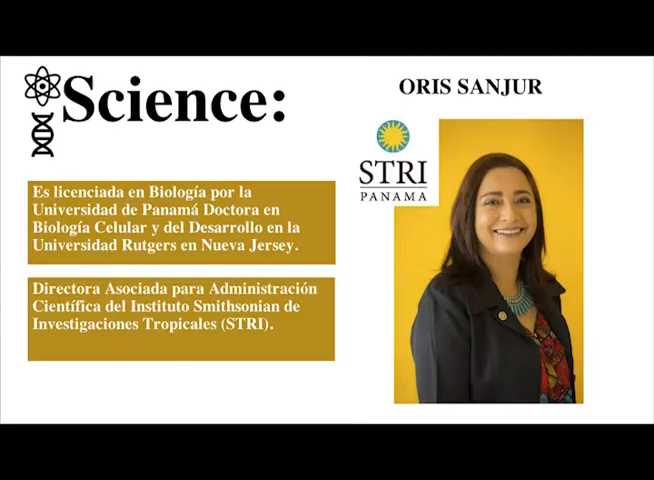 Science:
ORIS SANJUR
STRI
PANAMA
Es licenciada en Biología por la
Universidad de Panamá Doctora en
Biología Celular y del Desarrollo en la
Universidad Rutgers en Nueva Jersey.
Directora Asociada para Administración
Científica del Instituto Smithsonian de
Investigaciones Tropicales (STRI).